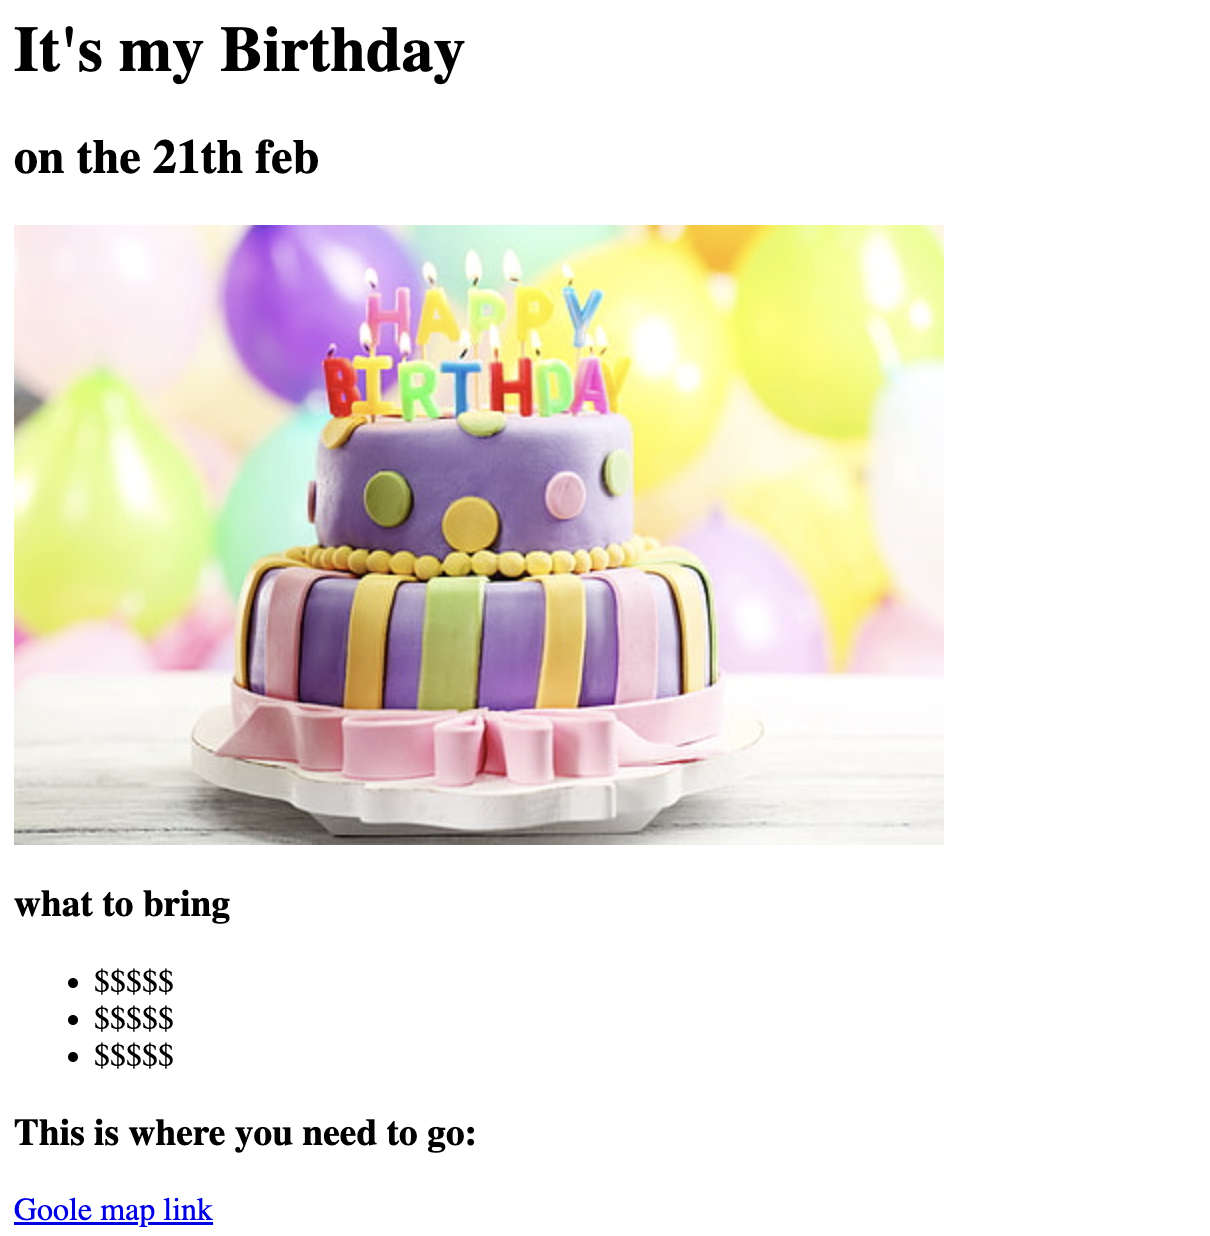 It's my Birthday
on the 21th feb
HAPPY
BIRTHDAY
what to bring
$$$$$
$$$$$
$$$$$
This is where you need to go:
Goole map link